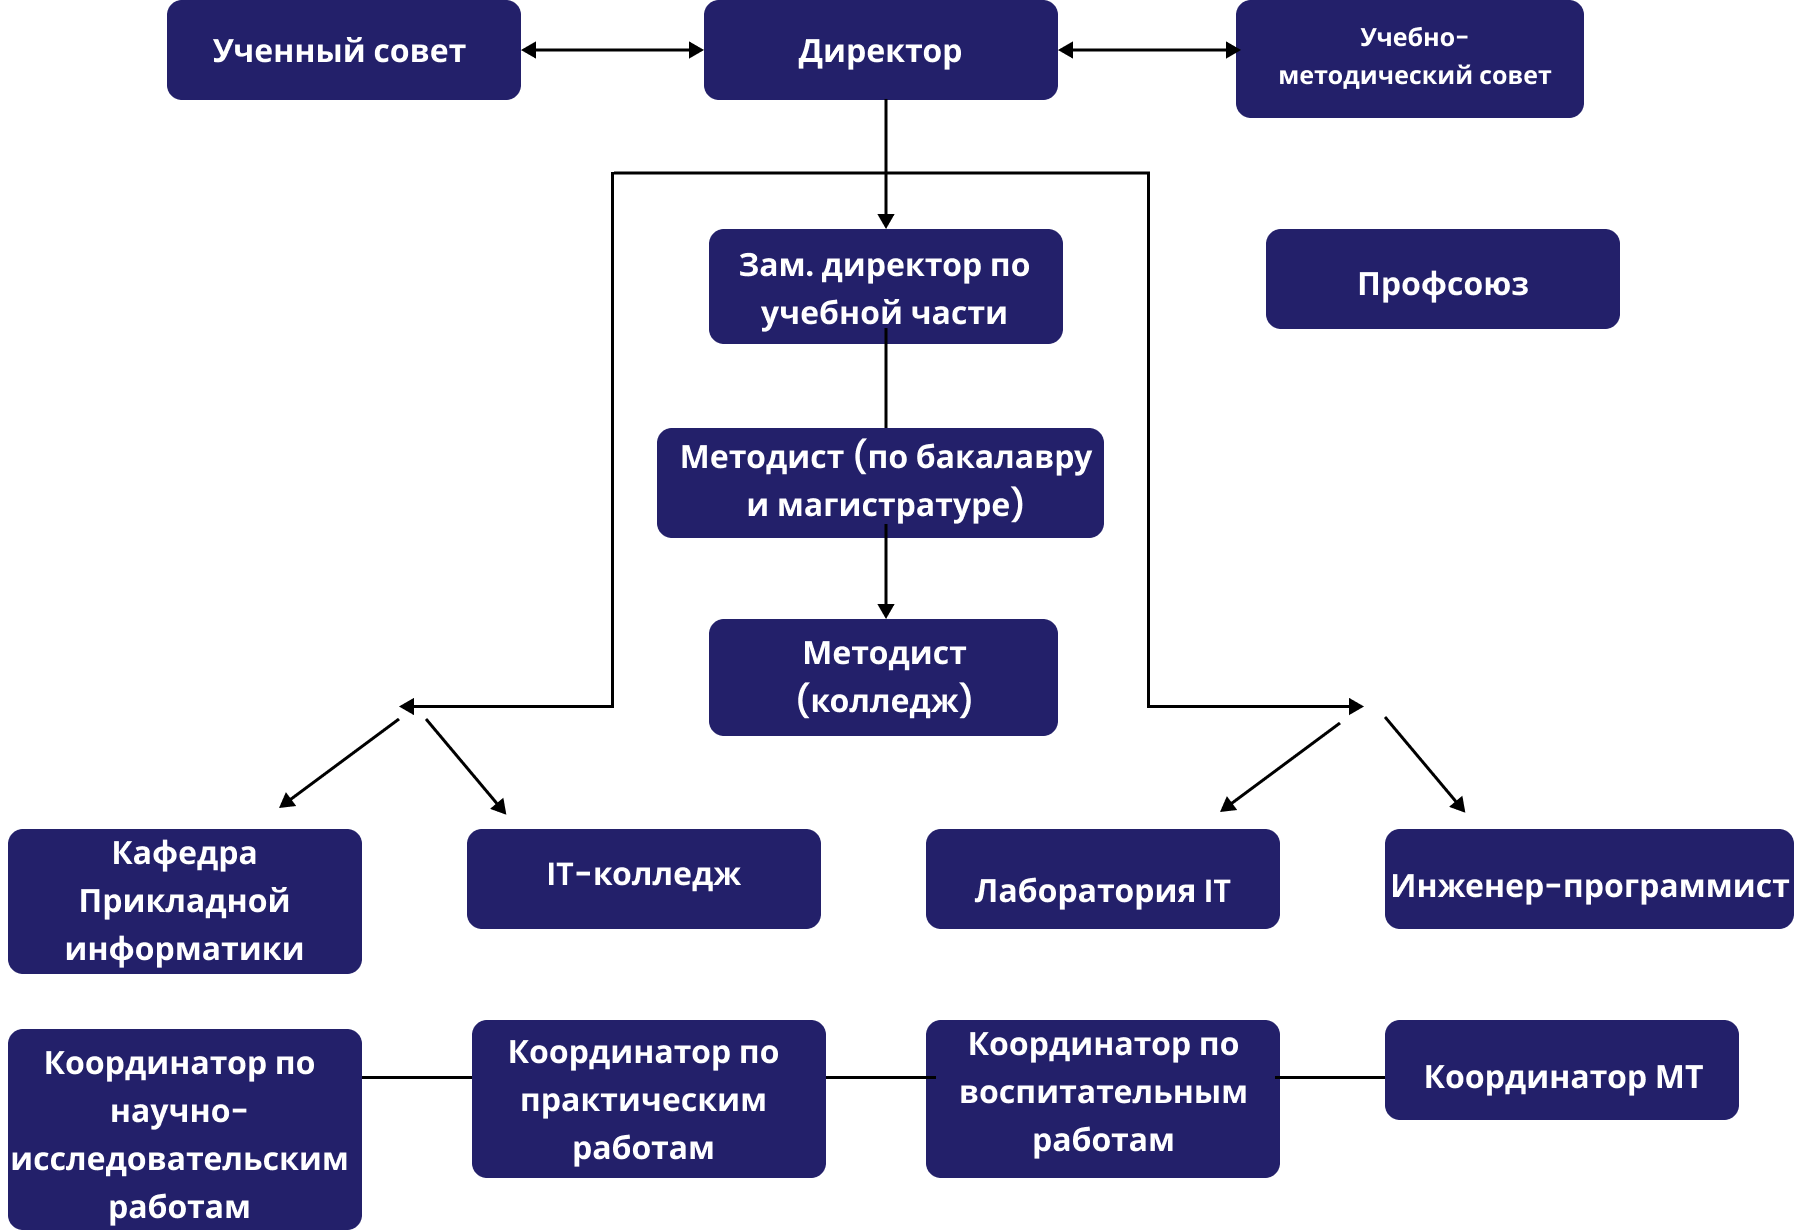 Ученный совет
Директор
Учебно-
методический совет
Зам. директор по
учебной части
Профсоюз
Методист (по бакалавру
и магистратуре)
Методист
(колледж)
Кафедра
Прикладной
информатики
IT-колледж
Лаборатория IT
Инженер-программист
Координатор по
научно-
исследовательским
работам
Координатор по
практическим
работам
Координатор по
воспитательным
работам
Координатор МТ